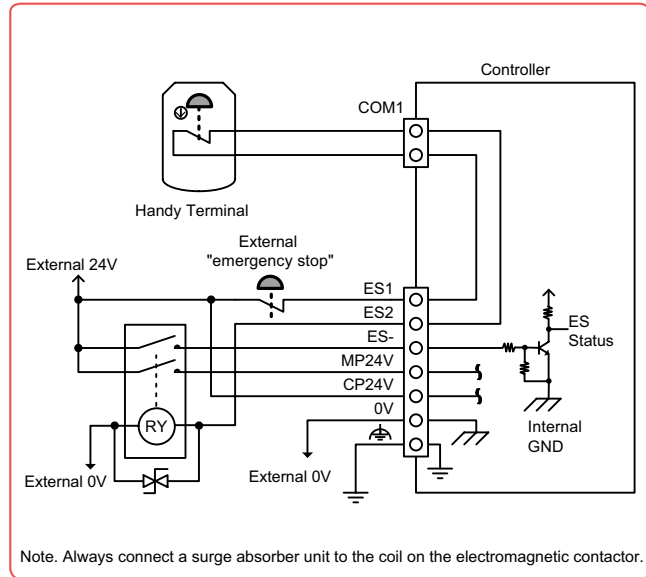 Controller
COM1
Handy Terminal
External
"emergency stop"
External 24V
ES1
ES2
ES-
MP24V
CP24V
0V
ES
Status
RY
Internal
GND
External 0V
External 0V
Note. Always connect a surge absorber unit to the coil on the electromagnetic contactor.